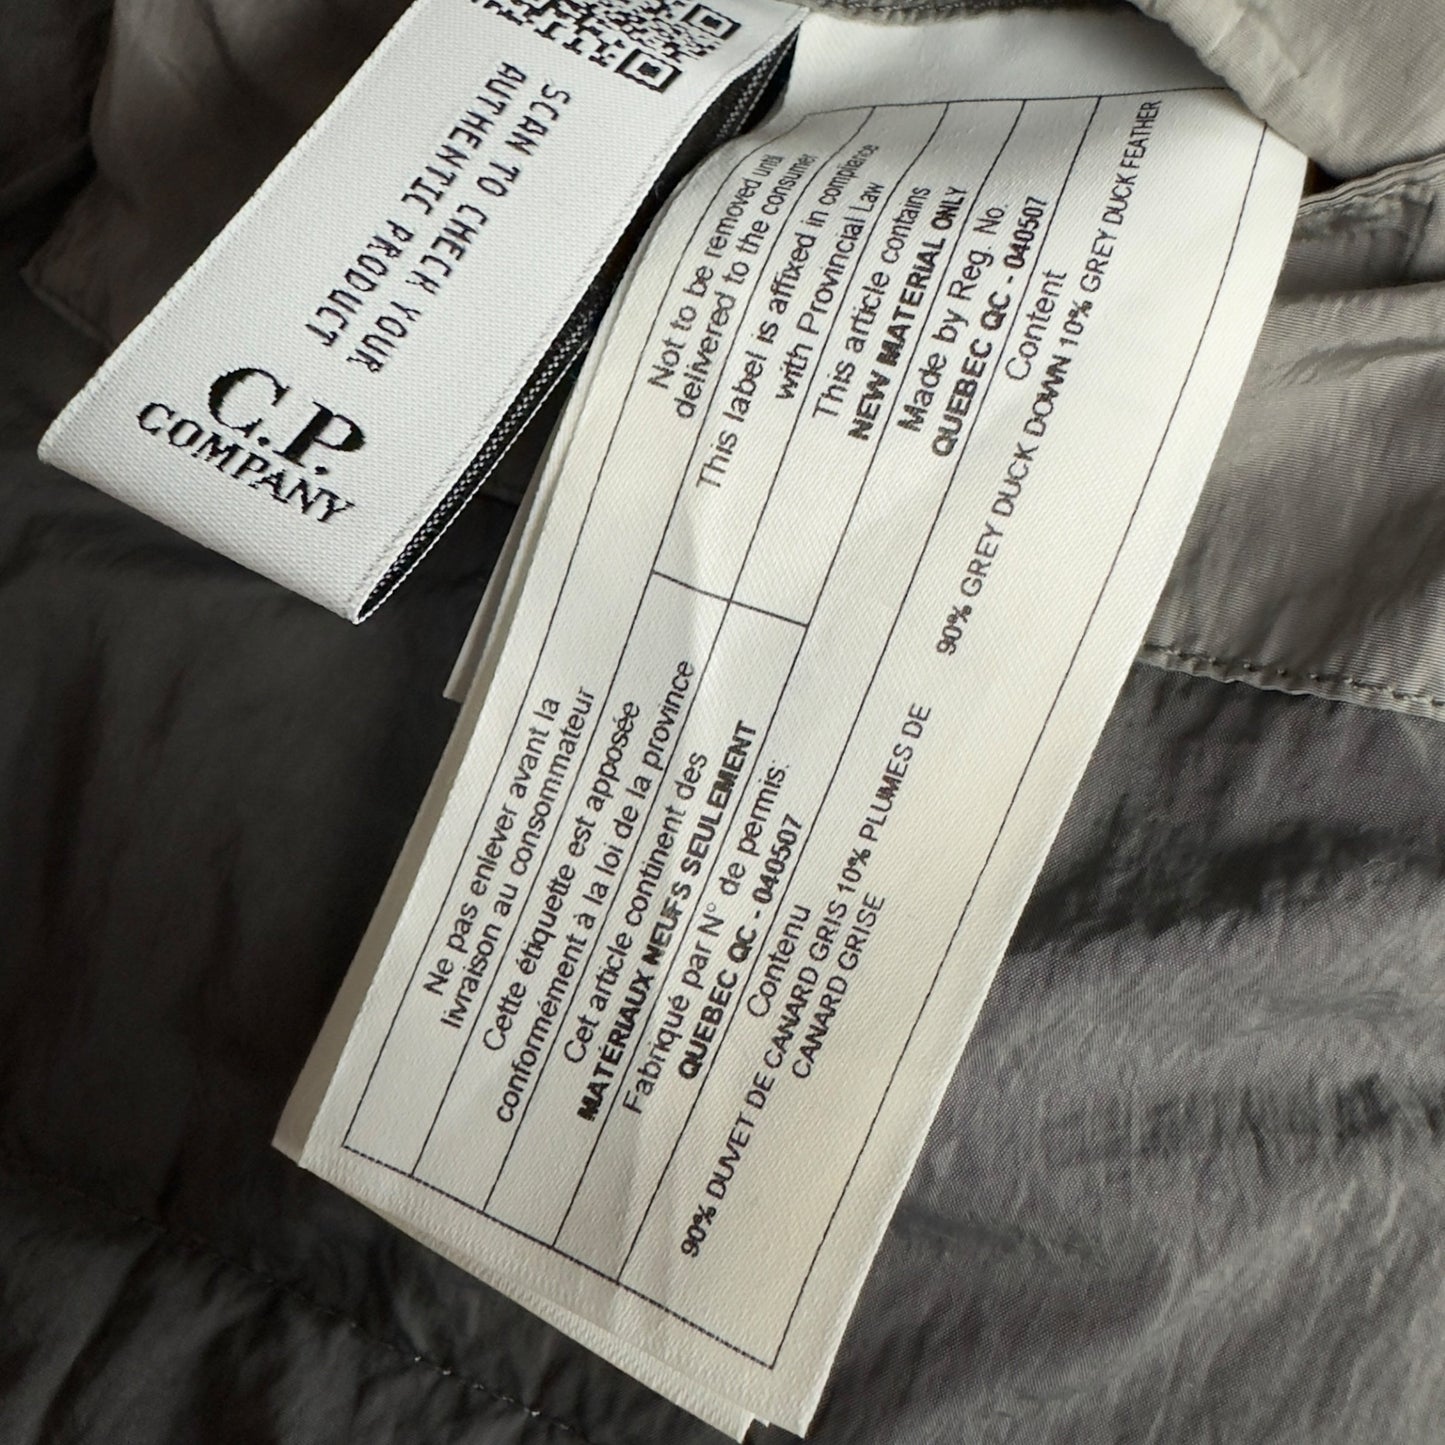 SCAN TO CHECK YOUR
AUTHENTIC PRODUCT
C.P.
COMPANY
Not to be removed until
delivered to the consumer
This label is affixed in compliance
with Provincial Law
This article contains
NEW MATERIAL ONLY
Made by Reg. No.
QUEBEC QC - 040507
Content
90% GREY DUCK DOWN 10% GREY DUCK FEATHER
Ne pas enlever avant la
livraison au consommateur
Cette étiquette est apposée
conformément à la loi de la province
Cet article continent des
MATÉRIAUX NEUFS SEULEMENT
Fabriqué par N° de permis:
QUEBEC QC - 040507
Contenu
90% DUVET DE CANARD GRIS 10% PLUMES DE
CANARD GRISE